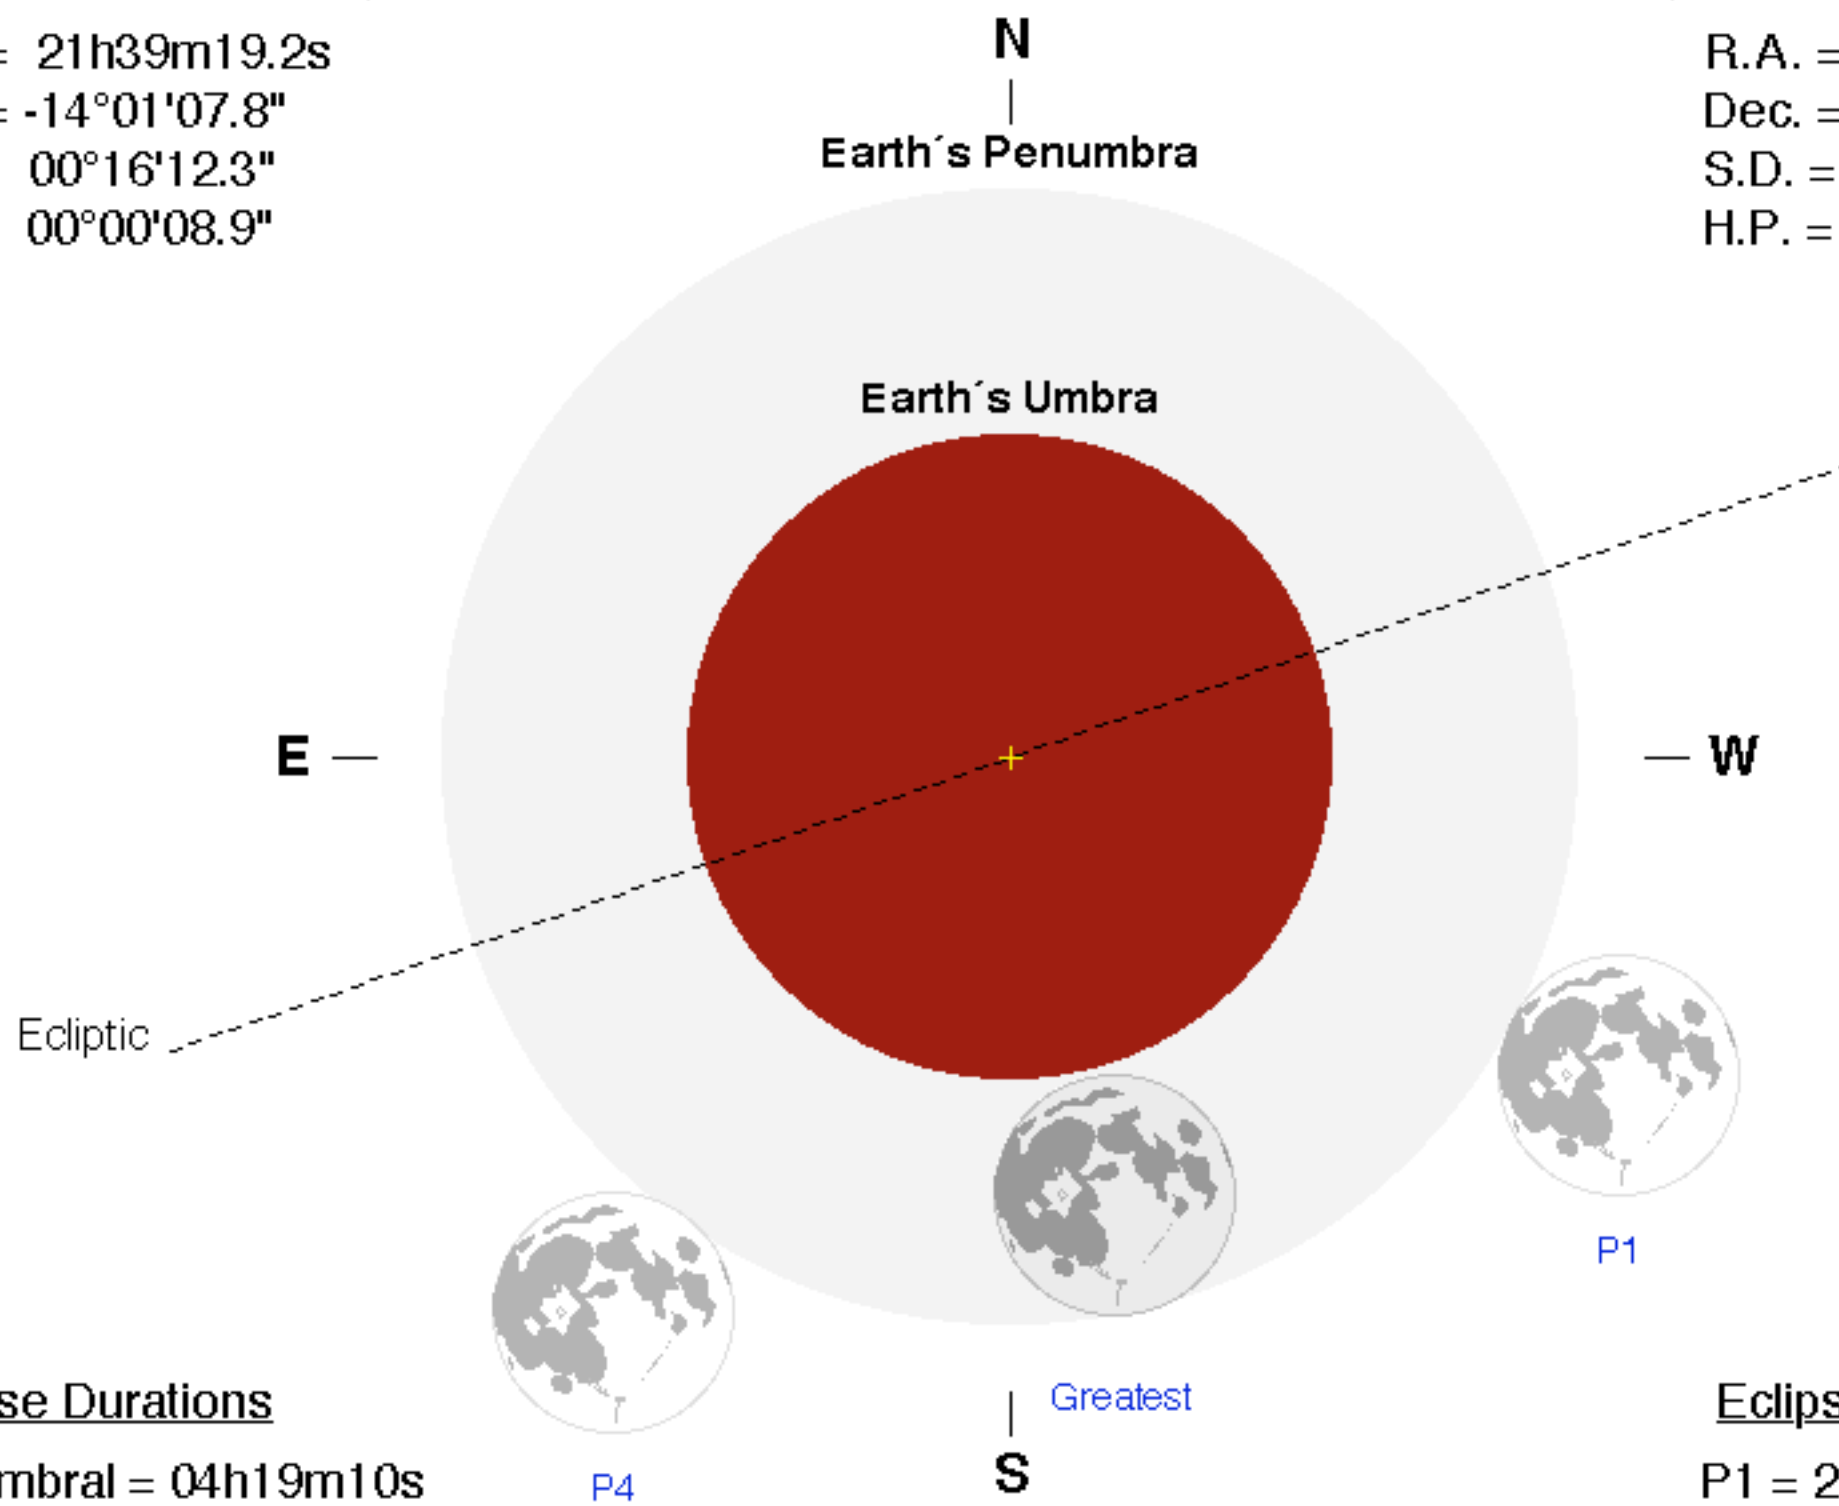 = 21h39m19.2s
= -14°01'07.8"
00°16'12.3"
00°00'08.9"
N
R.A. =
Dec. =
S.D. =
H.P. =
Earth´s Penumbra
Earth´s Umbra
E
W
Ecliptic
P1
Greatest
S
P4
se Durations
mbral = 04h19m10s
Eclips
P1 = 2